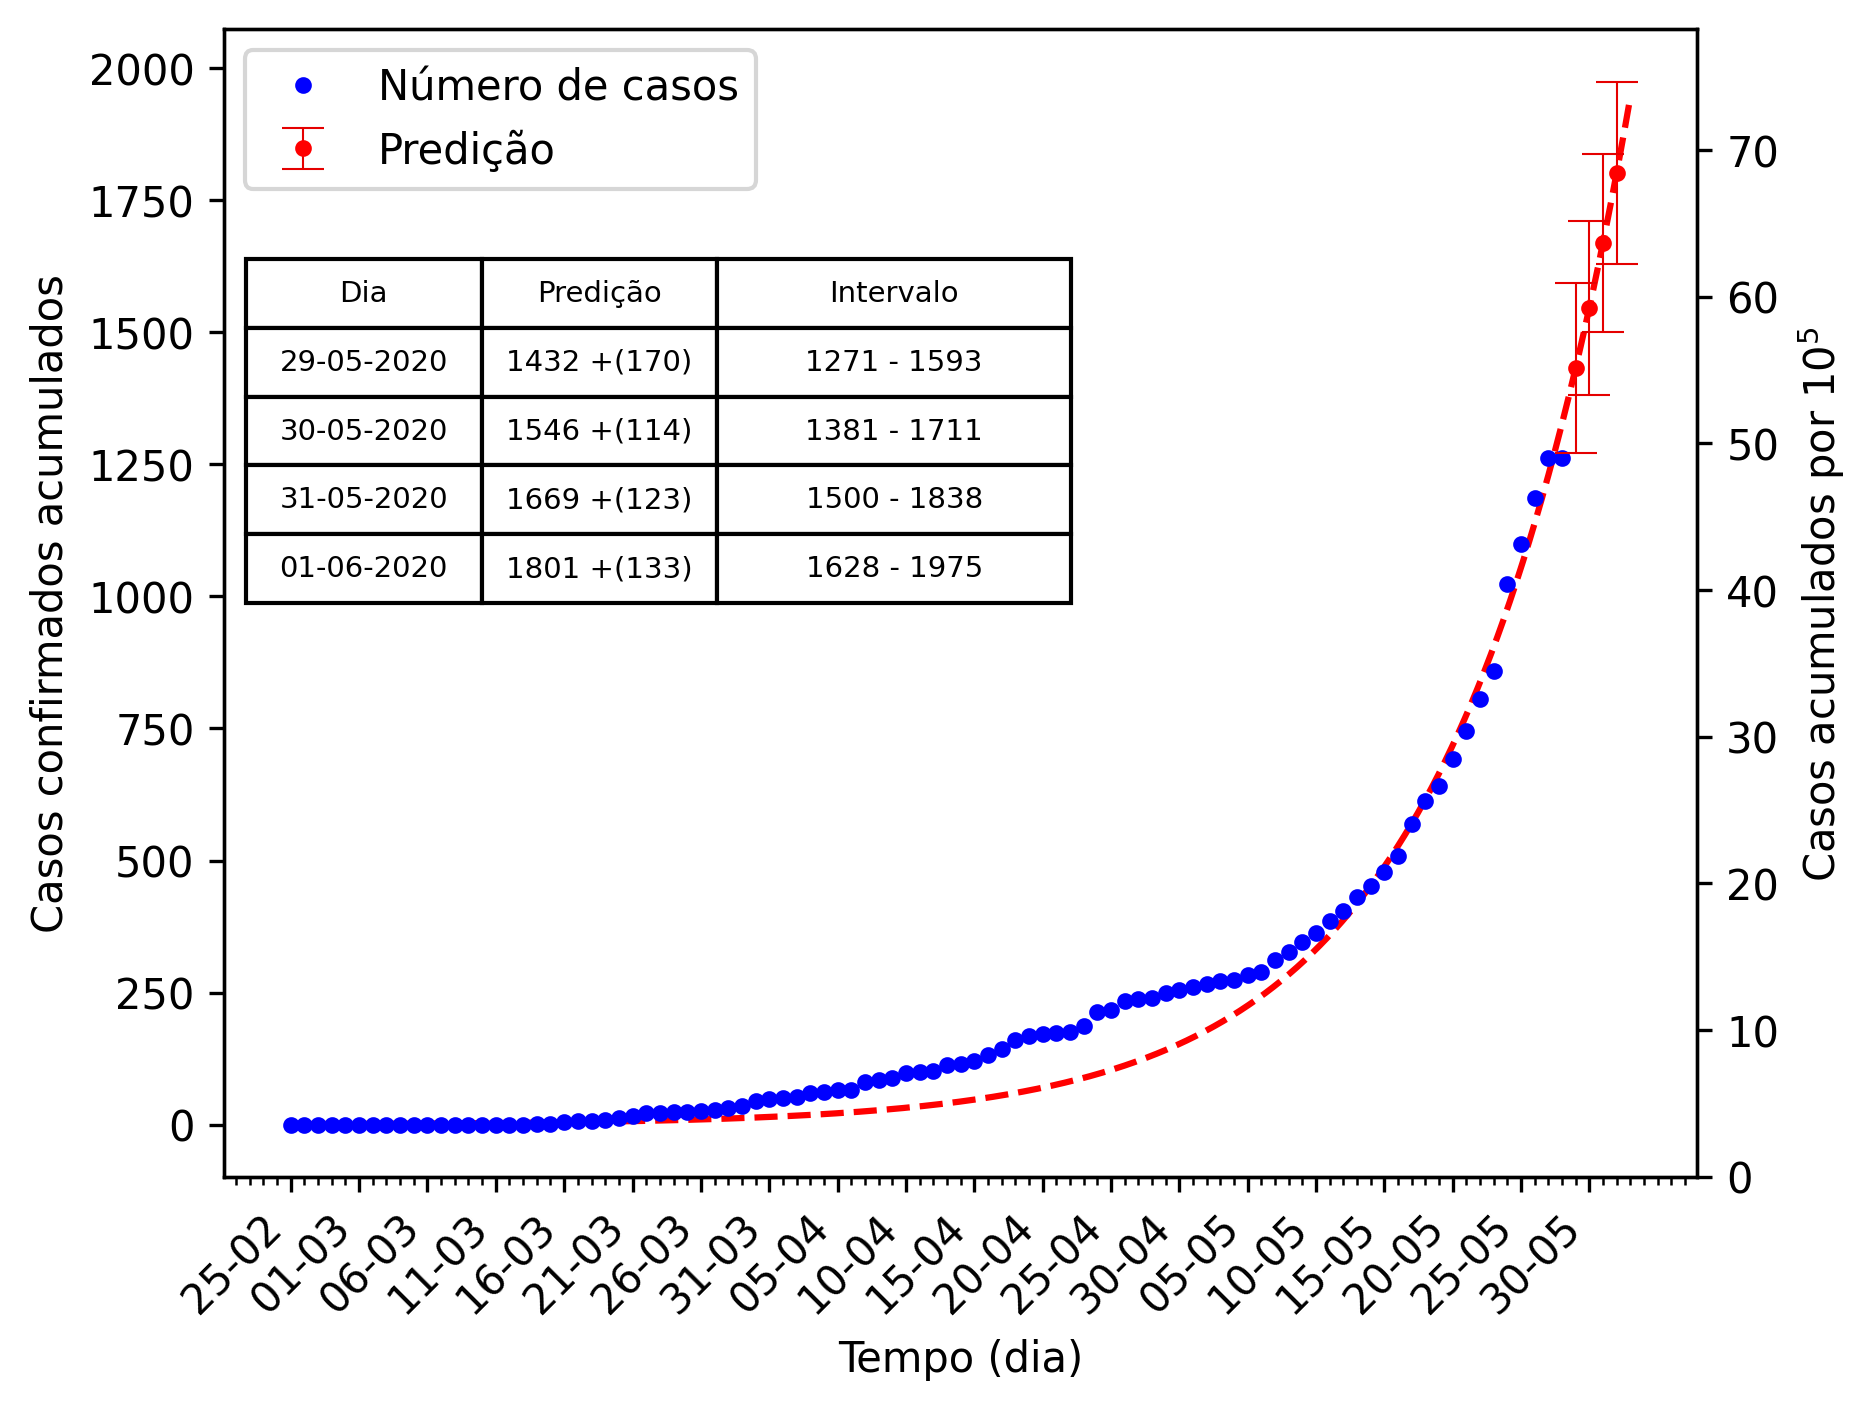 Número de casos
Predição
Dia Predição Intervalo
29-05-2020 1432 +(170) 1271 - 1593
30-05-2020 1546 +(114) 1381 - 1711
31-05-2020 1669 +(123) 1500 - 1838
01-06-2020 1801 +(133) 1628 - 1975
Casos confirmados acumulados
2000
1750
1500
1250
1000
750
500
250
0
Casos acumulados por 10⁵
70
60
50
40
30
20
10
0
25-02 01-03 06-03 11-03 16-03 21-03 26-03 31-03 05-04 10-04 15-04 20-04 25-04 30-04 05-05 10-05 15-05 20-05 25-05 30-05
Tempo (dia)